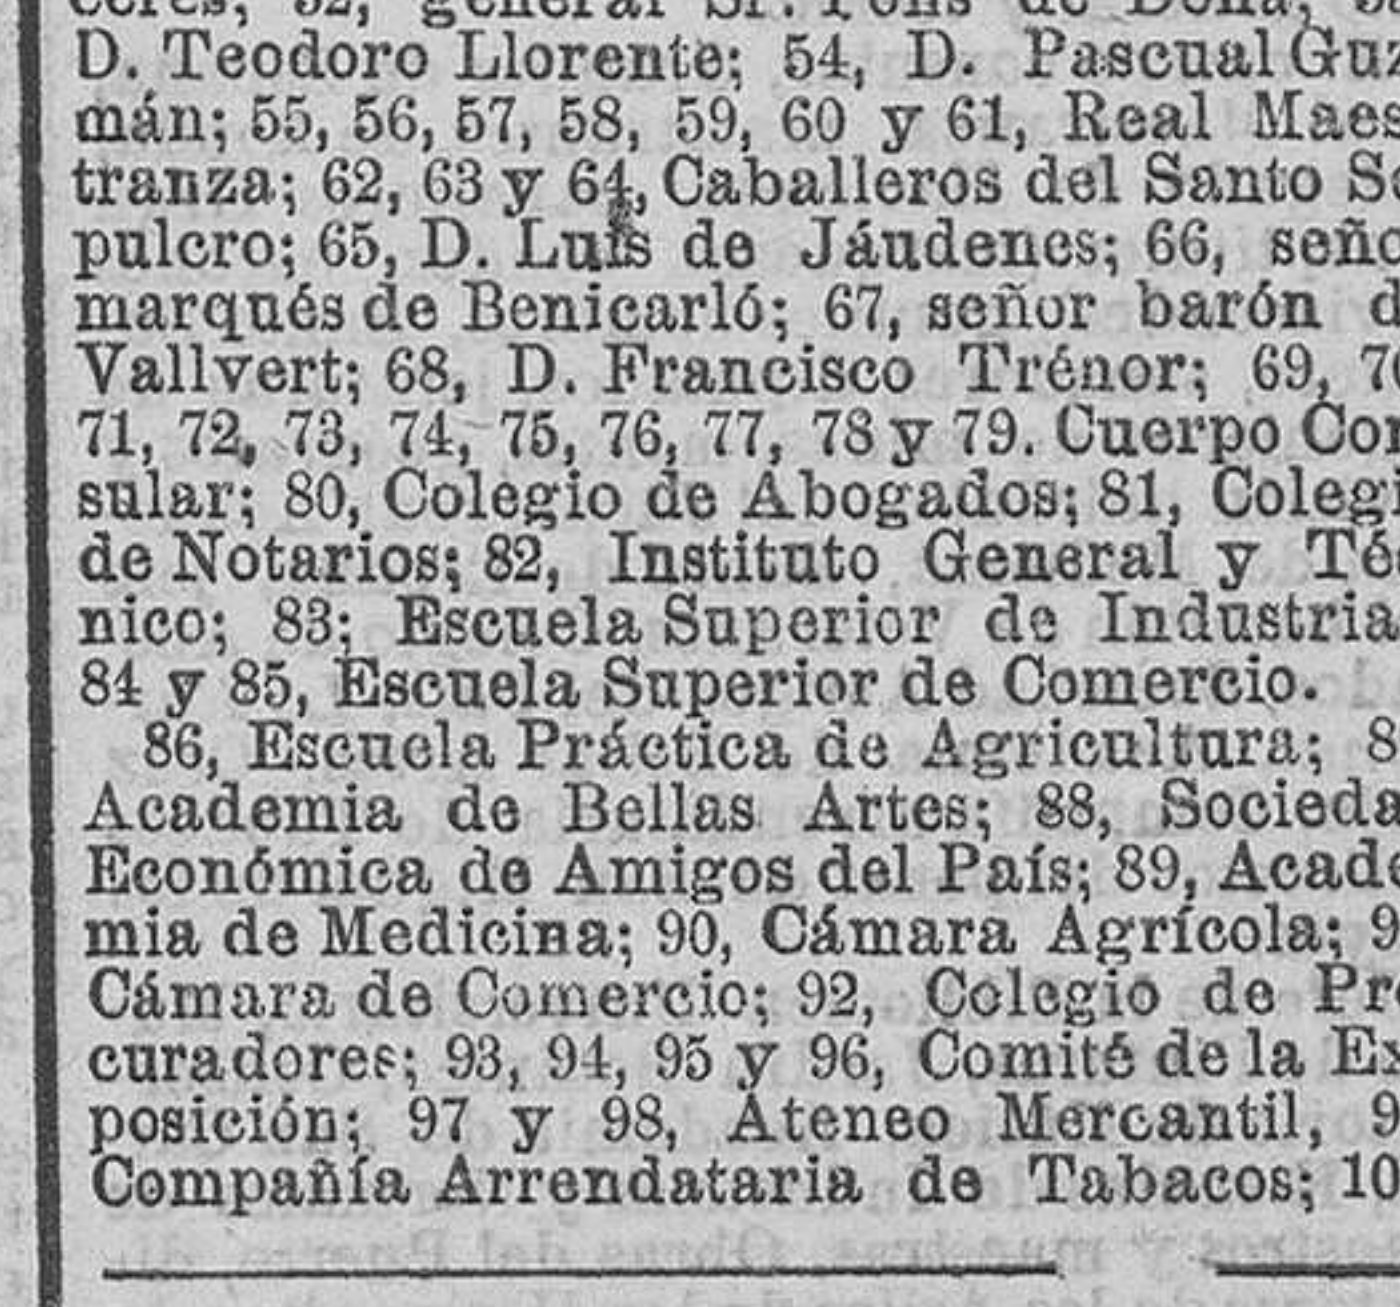 D. Teodoro Llorente; 54, D. Pascual Guz
mán; 55, 56, 57, 58, 59, 60 y 61, Real Maes
tranza; 62, 63 y 64, Caballeros del Santo Se
pulcro; 65, D. Luis de Jáudenes; 66, seño
marqués de Benicarló; 67, señor barón d
Vallvert; 68, D. Francisco Trénor; 69, 70
71, 72, 73, 74, 75, 76, 77, 78 y 79. Cuerpo Con
sular; 80, Colegio de Abogados; 81, Colegi
de Notarios; 82, Instituto General y Téc
nico; 83; Escuela Superior de Industria
84 y 85, Escuela Superior de Comercio.
86, Escuela Práctica de Agricultura; 8
Academia de Bellas Artes; 88, Socieda
Económica de Amigos del País; 89, Acade
mia de Medicina; 90, Cámara Agrícola; 9
Cámara de Comercio; 92, Colegio de Pro
curadores; 93, 94, 95 y 96, Comité de la Ex
posición; 97 y 98, Ateneo Mercantil, 9
Compañía Arrendataria de Tabacos; 10